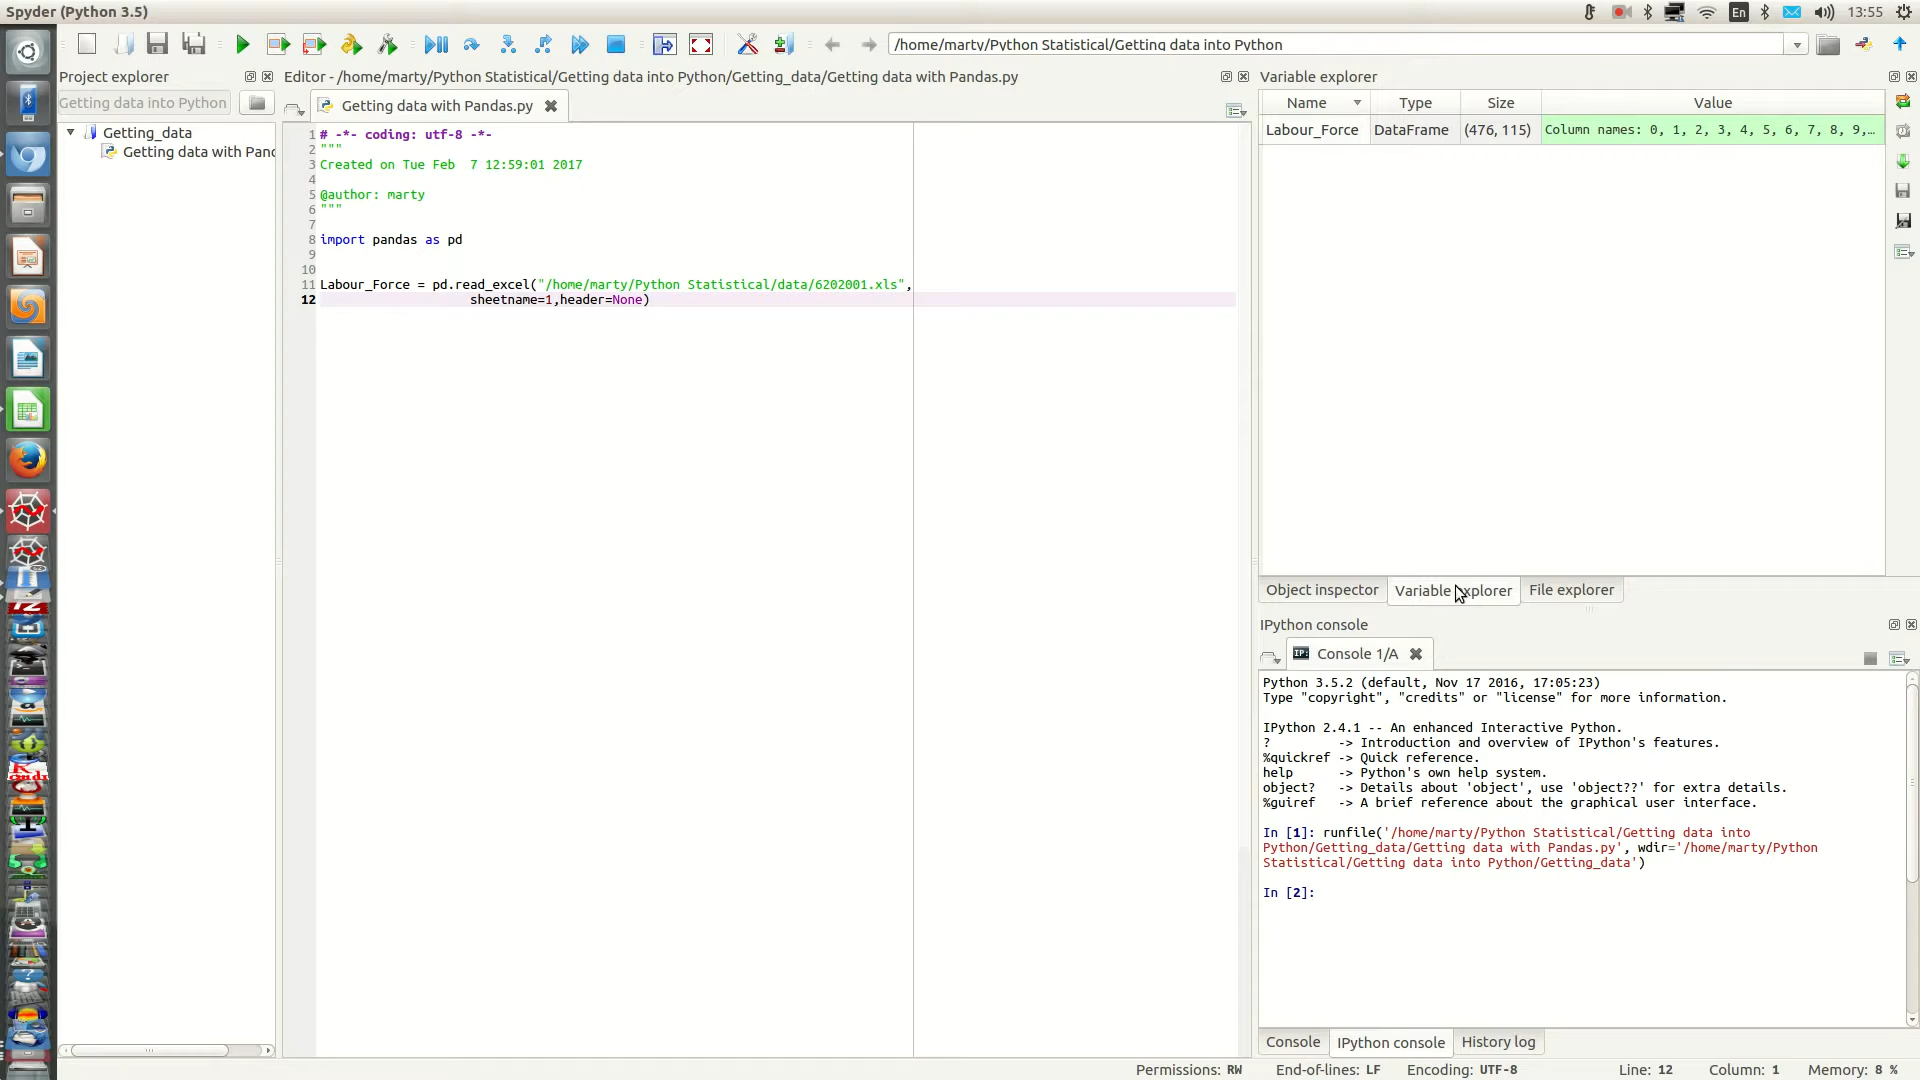 Spyder (Python 3.5)
En
13:55
/home/marty/Python Statistical/Getting data into Python
Project explorer
Editor - /home/marty/Python Statistical/Getting data into Python/Getting_data/Getting data with Pandas.py
Variable explorer
Getting data into Python
Getting data with Pandas.py
Name
Type
Size
Value
Getting_data
Getting data with Pand
Labour_Force
DataFrame
(476, 115)
Column names: 0, 1, 2, 3, 4, 5, 6, 7, 8, 9,...
1 # -*- coding: utf-8 -*-
2 """
3 Created on Tue Feb  7 12:59:01 2017
4
5 @author: marty
6 """
7
8 import pandas as pd
9
10
11 Labour_Force = pd.read_excel("/home/marty/Python Statistical/data/6202001.xls",
12 sheetname=1,header=None)
Object inspector
Variable explorer
File explorer
IPython console
IP:
Console 1/A
Python 3.5.2 (default, Nov 17 2016, 17:05:23)
Type "copyright", "credits" or "license" for more information.
IPython 2.4.1 -- An enhanced Interactive Python.
?         -> Introduction and overview of IPython's features.
%quickref -> Quick reference.
help      -> Python's own help system.
object?   -> Details about 'object', use 'object??' for extra details.
%guiref   -> A brief reference about the graphical user interface.
In [1]: runfile('/home/marty/Python Statistical/Getting data into
Python/Getting_data/Getting data with Pandas.py', wdir='/home/marty/Python
Statistical/Getting data into Python/Getting_data')
In [2]:
Console
IPython console
History log
Permissions: RW
End-of-lines: LF
Encoding: UTF-8
Line: 12
Column: 1
Memory: 8 %